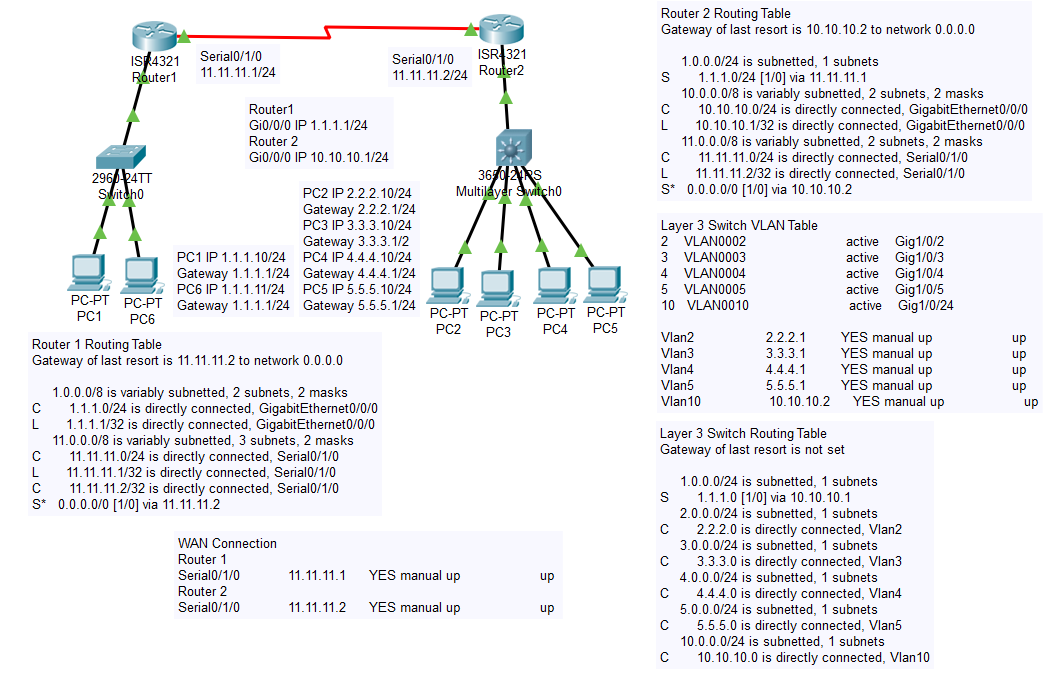 ISR4321
Router1
Serial0/1/0
11.11.11.1/24
Serial0/1/0
11.11.11.2/24
ISR4321
Router2
Router1
Gi0/0/0 IP 1.1.1.1/24
Router 2
Gi0/0/0 IP 10.10.10.1/24
2960-24TT
Switch0
3650-24PS
Multilayer Switch0
PC1 IP 1.1.1.10/24
Gateway 1.1.1.1/24
PC6 IP 1.1.1.11/24
Gateway 1.1.1.1/24
PC2 IP 2.2.2.10/24
Gateway 2.2.2.1/24
PC3 IP 3.3.3.10/24
Gateway 3.3.3.1/2
PC4 IP 4.4.4.10/24
Gateway 4.4.4.1/24
PC5 IP 5.5.5.10/24
Gateway 5.5.5.1/24
PC-PT
PC1
PC-PT
PC6
PC-PT
PC2
PC-PT
PC3
PC-PT
PC4
PC-PT
PC5
Router 1 Routing Table
Gateway of last resort is 11.11.11.2 to network 0.0.0.0
1.0.0.0/8 is variably subnetted, 2 subnets, 2 masks
C 1.1.1.0/24 is directly connected, GigabitEthernet0/0/0
L 1.1.1.1/32 is directly connected, GigabitEthernet0/0/0
11.0.0.0/8 is variably subnetted, 3 subnets, 2 masks
C 11.11.11.0/24 is directly connected, Serial0/1/0
L 11.11.11.1/32 is directly connected, Serial0/1/0
C 11.11.11.2/32 is directly connected, Serial0/1/0
S* 0.0.0.0/0 [1/0] via 11.11.11.2
WAN Connection
Router 1
Serial0/1/0 11.11.11.1 YES manual up up
Router 2
Serial0/1/0 11.11.11.2 YES manual up up
Router 2 Routing Table
Gateway of last resort is 10.10.10.2 to network 0.0.0.0
1.0.0.0/24 is subnetted, 1 subnets
S 1.1.1.0/24 [1/0] via 11.11.11.1
10.0.0.0/8 is variably subnetted, 2 subnets, 2 masks
C 10.10.10.0/24 is directly connected, GigabitEthernet0/0/0
L 10.10.10.1/32 is directly connected, GigabitEthernet0/0/0
11.0.0.0/8 is variably subnetted, 2 subnets, 2 masks
C 11.11.11.0/24 is directly connected, Serial0/1/0
L 11.11.11.2/32 is directly connected, Serial0/1/0
S* 0.0.0.0/0 [1/0] via 10.10.10.2
Layer 3 Switch VLAN Table
2 VLAN0002 active Gig1/0/2
3 VLAN0003 active Gig1/0/3
4 VLAN0004 active Gig1/0/4
5 VLAN0005 active Gig1/0/5
10 VLAN0010 active Gig1/0/24
Vlan2 2.2.2.1 YES manual up up
Vlan3 3.3.3.1 YES manual up up
Vlan4 4.4.4.1 YES manual up up
Vlan5 5.5.5.1 YES manual up up
Vlan10 10.10.10.2 YES manual up up
Layer 3 Switch Routing Table
Gateway of last resort is not set
1.0.0.0/24 is subnetted, 1 subnets
S 1.1.1.0 [1/0] via 10.10.10.1
2.0.0.0/24 is subnetted, 1 subnets
C 2.2.2.0 is directly connected, Vlan2
3.0.0.0/24 is subnetted, 1 subnets
C 3.3.3.0 is directly connected, Vlan3
4.0.0.0/24 is subnetted, 1 subnets
C 4.4.4.0 is directly connected, Vlan4
5.0.0.0/24 is subnetted, 1 subnets
C 5.5.5.0 is directly connected, Vlan5
10.0.0.0/24 is subnetted, 1 subnets
C 10.10.10.0 is directly connected, Vlan10